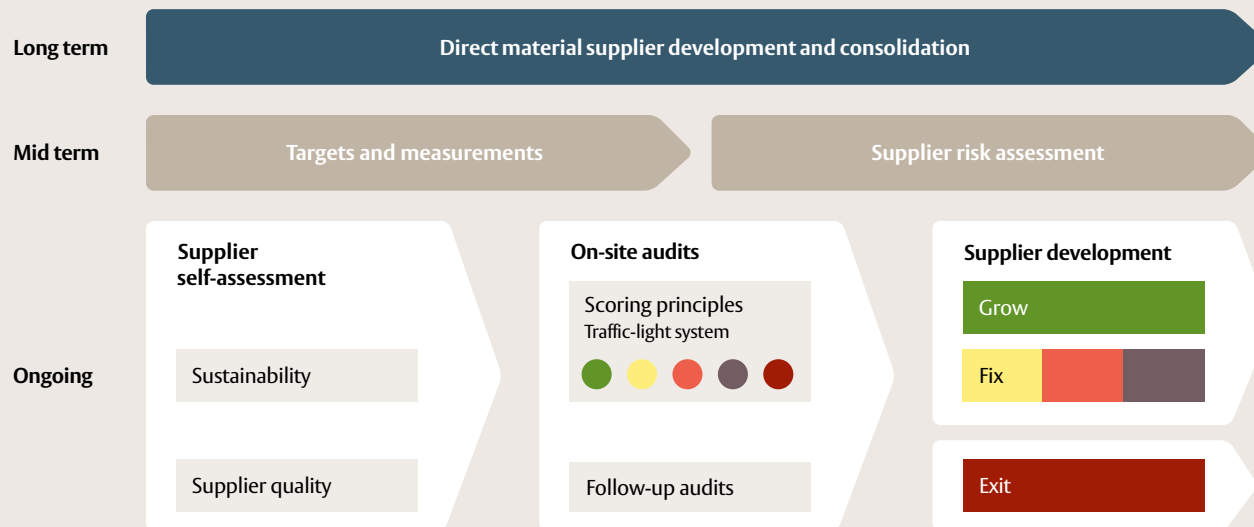 Long term
Direct material supplier development and consolidation
Mid term
Targets and measurements
Supplier risk assessment
Ongoing
Supplier
self-assessment
Sustainability
Supplier quality
On-site audits
Scoring principles
Traffic-light system
Follow-up audits
Supplier development
Grow
Fix
Exit